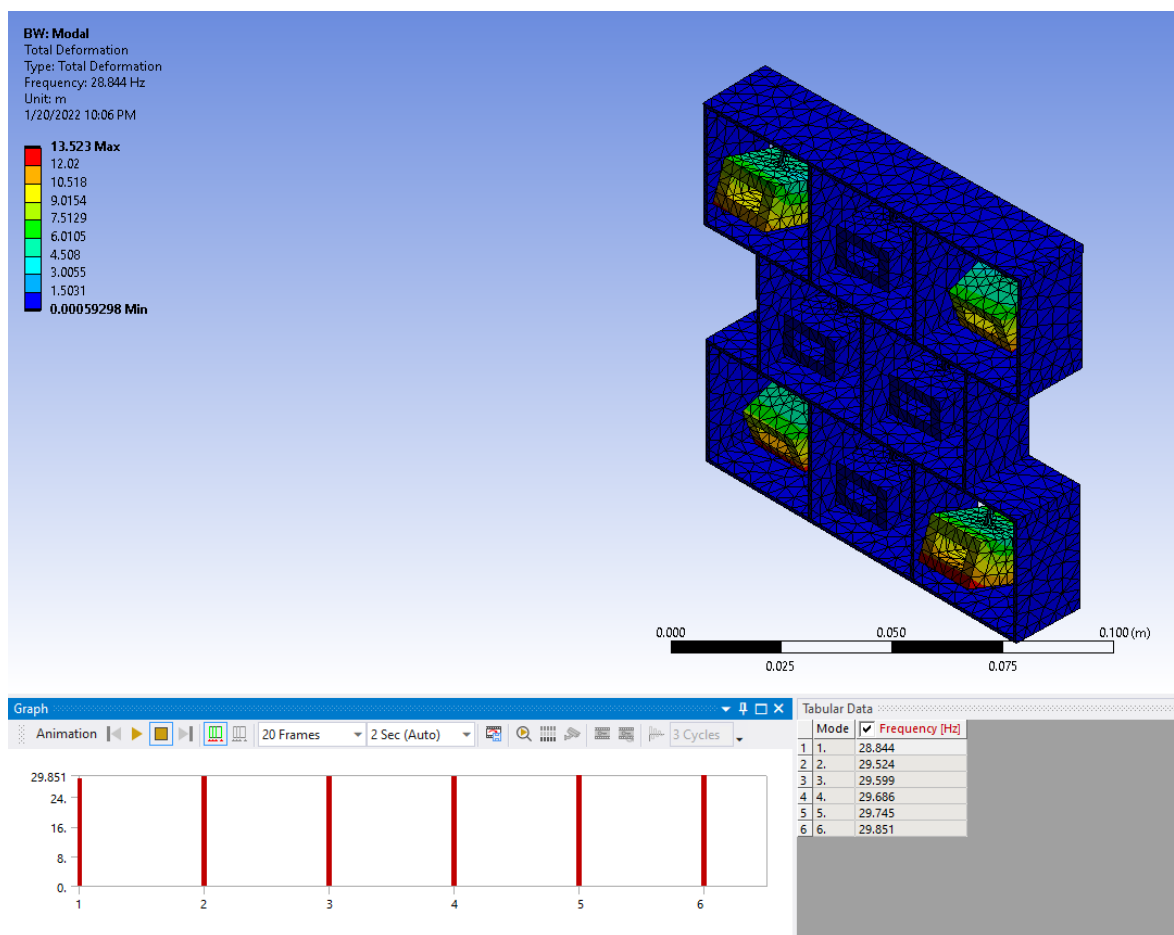 BW: Modal
Total Deformation
Type: Total Deformation
Frequency: 28.844 Hz
Unit: m
1/20/2022 10:06 PM
13.523 Max
12.02
10.518
9.0154
7.5129
6.0105
4.508
3.0055
1.5031
0.00059298 Min
0.000
0.050
0.100 (m)
0.025
0.075
Graph
Animation
20 Frames
2 Sec (Auto)
3 Cycles
29.851
24.
16.
8.
0.
1 2 3 4 5 6
Tabular Data
Mode Frequency [Hz]
1 1. 28.844
2 2. 29.524
3 3. 29.599
4 4. 29.686
5 5. 29.745
6 6. 29.851